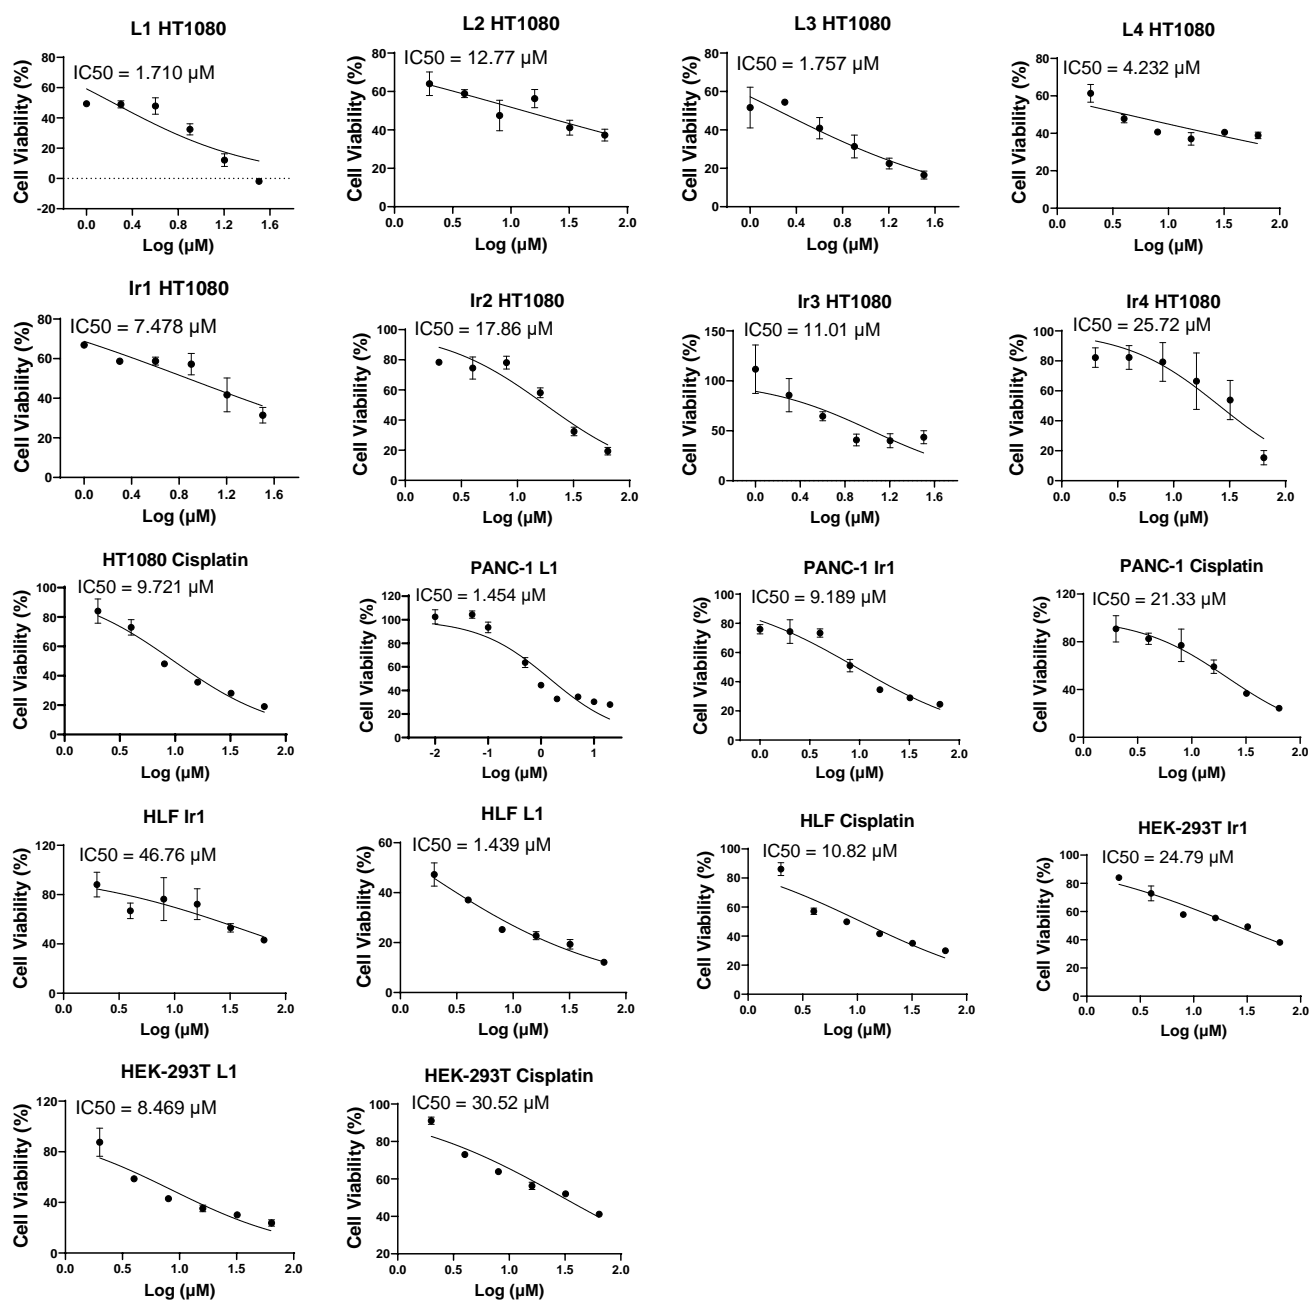 L1 HT1080
IC50 = 1.710 µM
Cell Viability (%)
80
60
40
20
0
-20
0.0 0.4 0.8 1.2 1.6
Log (µM)
L2 HT1080
IC50 = 12.77 µM
Cell Viability (%)
80
60
40
20
0
0.0 0.5 1.0 1.5 2.0
Log (µM)
L3 HT1080
IC50 = 1.757 µM
Cell Viability (%)
80
60
40
20
0
0.0 0.4 0.8 1.2 1.6
Log (µM)
L4 HT1080
IC50 = 4.232 µM
Cell Viability (%)
80
60
40
20
0
0.0 0.5 1.0 1.5 2.0
Log (µM)
Ir1 HT1080
IC50 = 7.478 µM
Cell Viability (%)
80
60
40
20
0
0.0 0.4 0.8 1.2 1.6
Log (µM)
Ir2 HT1080
IC50 = 17.86 µM
Cell Viability (%)
100
80
60
40
20
0
0.0 0.5 1.0 1.5 2.0
Log (µM)
Ir3 HT1080
IC50 = 11.01 µM
Cell Viability (%)
150
100
50
0
0.0 0.4 0.8 1.2 1.6
Log (µM)
Ir4 HT1080
IC50 = 25.72 µM
Cell Viability (%)
100
80
60
40
20
0
0.0 0.5 1.0 1.5 2.0
Log (µM)
HT1080 Cisplatin
IC50 = 9.721 µM
Cell Viability (%)
100
80
60
40
20
0
0.0 0.5 1.0 1.5 2.0
Log (µM)
PANC-1 L1
IC50 = 1.454 µM
Cell Viability (%)
120
100
80
60
40
20
0
-2 -1 0 1
Log (µM)
PANC-1 Ir1
IC50 = 9.189 µM
Cell Viability (%)
100
80
60
40
20
0
0.0 0.5 1.0 1.5 2.0
Log (µM)
PANC-1 Cisplatin
IC50 = 21.33 µM
Cell Viability (%)
120
80
40
0
0.0 0.5 1.0 1.5 2.0
Log (µM)
HLF Ir1
IC50 = 46.76 µM
Cell Viability (%)
120
80
40
0
0.0 0.5 1.0 1.5 2.0
Log (µM)
HLF L1
IC50 = 1.439 µM
Cell Viability (%)
60
40
20
0
0.0 0.5 1.0 1.5 2.0
Log (µM)
HLF Cisplatin
IC50 = 10.82 µM
Cell Viability (%)
100
80
60
40
20
0
0.0 0.5 1.0 1.5 2.0
Log (µM)
HEK-293T Ir1
IC50 = 24.79 µM
Cell Viability (%)
100
80
60
40
20
0
0.0 0.5 1.0 1.5 2.0
Log (µM)
HEK-293T L1
IC50 = 8.469 µM
Cell Viability (%)
120
80
40
0
0.0 0.5 1.0 1.5 2.0
Log (µM)
HEK-293T Cisplatin
IC50 = 30.52 µM
Cell Viability (%)
100
80
60
40
20
0.0 0.5 1.0 1.5 2.0
Log (µM)